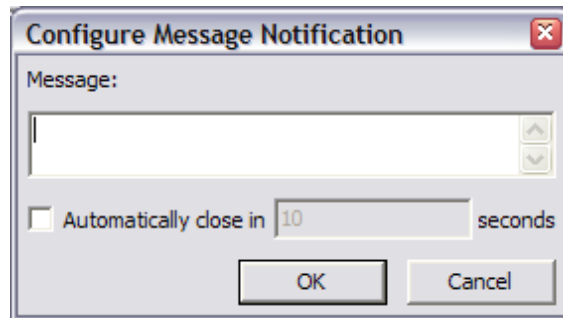 Configure Message Notification
Message:
Automatically close in 10 seconds
OK Cancel